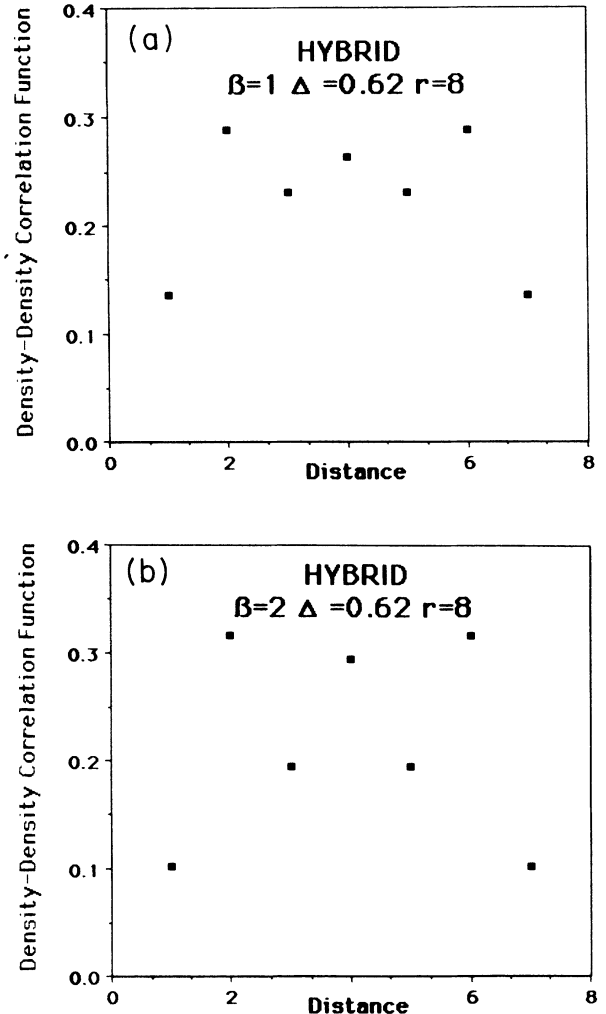 (a)
HYBRID
ß=1 Δ =0.62 r=8
Density-Density Correlation Function
0.4
0.3
0.2
0.1
0.0
0 2 4 6 8
Distance
(b)
HYBRID
ß=2 Δ =0.62 r=8
Density-Density Correlation Function
0.4
0.3
0.2
0.1
0.0
0 2 4 6 8
Distance